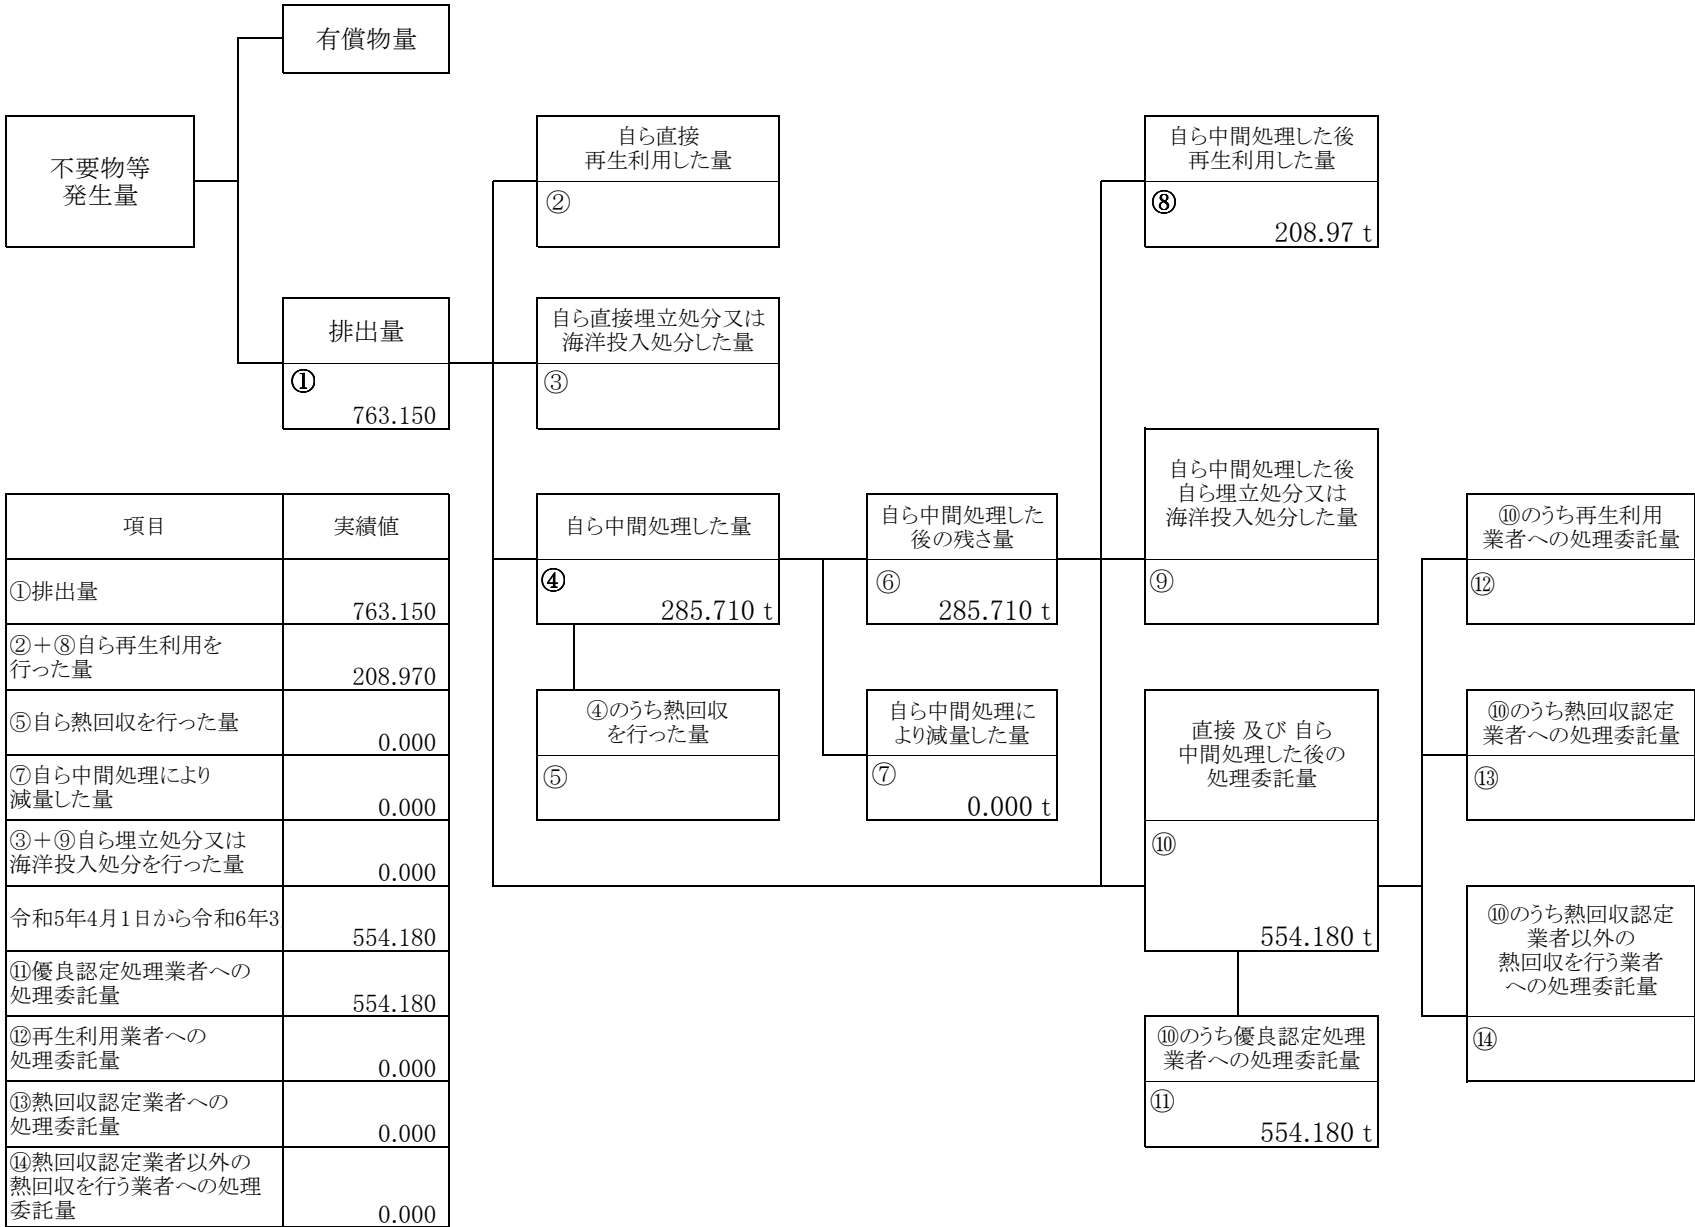 有償物量
不要物等
発生量
自ら直接
再生利用した量
②
自ら中間処理した後
再生利用した量
⑧
208.97 t
排出量
①
763.150
自ら直接埋立処分又は
海洋投入処分した量
③
自ら中間処理した量
④
285.710 t
自ら中間処理した
後の残さ量
⑥
285.710 t
自ら中間処理した後
自ら埋立処分又は
海洋投入処分した量
⑨
⑩のうち再生利用
業者への処理委託量
⑫
④のうち熱回収
を行った量
⑤
自ら中間処理に
より減量した量
⑦
0.000 t
直接 及び 自ら
中間処理した後の
処理委託量
⑩
554.180 t
⑩のうち熱回収認定
業者への処理委託量
⑬
⑩のうち熱回収認定
業者以外の
熱回収を行う業者
への処理委託量
⑭
⑩のうち優良認定処理
業者への処理委託量
⑪
554.180 t
項目 実績値
①排出量
763.150
②＋⑧自ら再生利用を
行った量
208.970
⑤自ら熱回収を行った量
0.000
⑦自ら中間処理により
減量した量
0.000
③＋⑨自ら埋立処分又は
海洋投入処分を行った量
0.000
令和5年4月1日から令和6年3
554.180
⑪優良認定処理業者への
処理委託量
554.180
⑫再生利用業者への
処理委託量
0.000
⑬熱回収認定業者への
処理委託量
0.000
⑭熱回収認定業者以外の
熱回収を行う業者への処理
委託量
0.000